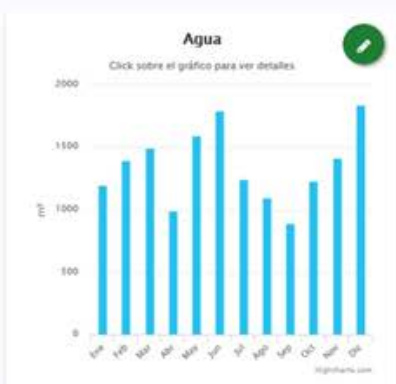 Agua
Click sobre el gráfico para ver detalles
2000
1500
1000
500
0
m³
Ene Feb Mar Abr May Jun Jul Ago Sep Oct Nov Dic
Highcharts.com